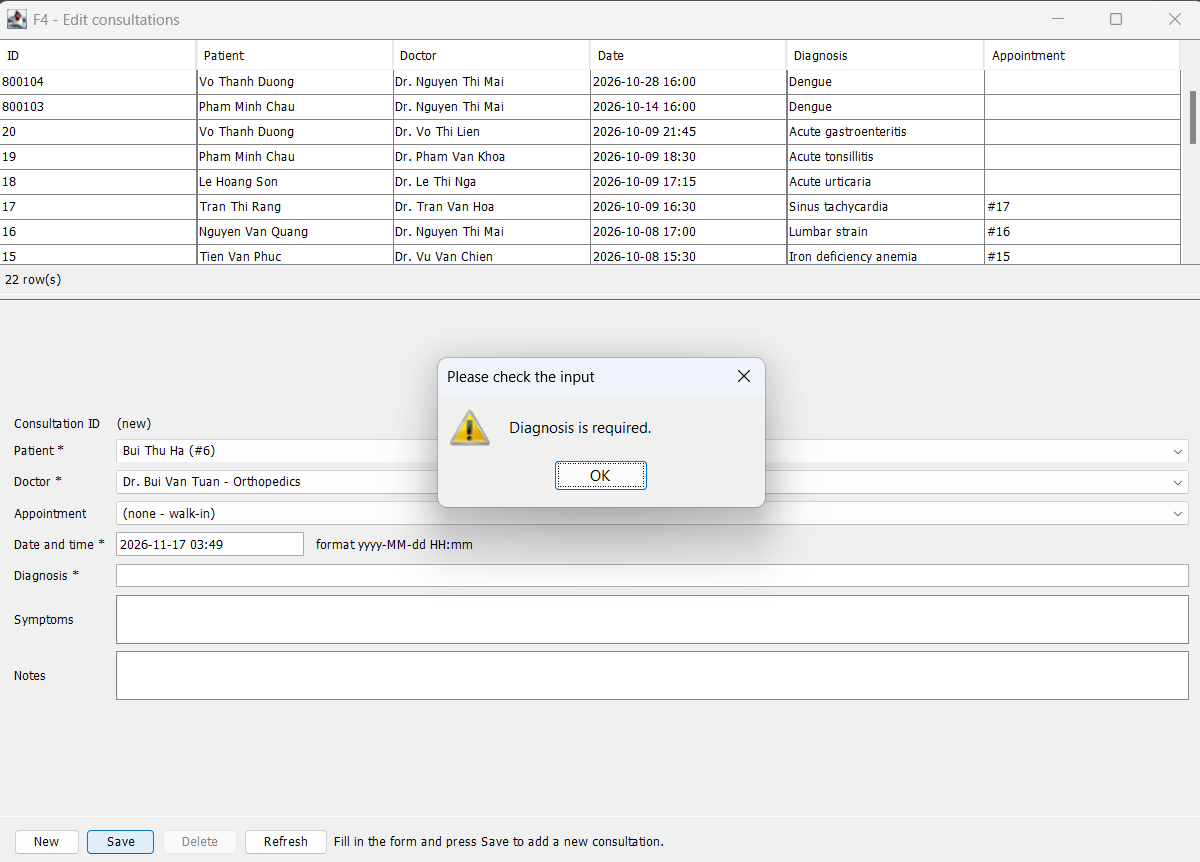 F4 - Edit consultations
ID Patient Doctor Date Diagnosis Appointment
800104 Vo Thanh Duong Dr. Nguyen Thi Mai 2026-10-28 16:00 Dengue
800103 Pham Minh Chau Dr. Nguyen Thi Mai 2026-10-14 16:00 Dengue
20 Vo Thanh Duong Dr. Vo Thi Lien 2026-10-09 21:45 Acute gastroenteritis
19 Pham Minh Chau Dr. Pham Van Khoa 2026-10-09 18:30 Acute tonsillitis
18 Le Hoang Son Dr. Le Thi Nga 2026-10-09 17:15 Acute urticaria
17 Tran Thi Rang Dr. Tran Van Hoa 2026-10-09 16:30 Sinus tachycardia #17
16 Nguyen Van Quang Dr. Nguyen Thi Mai 2026-10-08 17:00 Lumbar strain #16
15 Tien Van Phuc Dr. Vu Van Chien 2026-10-08 15:30 Iron deficiency anemia #15
22 row(s)
Please check the input
Diagnosis is required.
OK
Consultation ID (new)
Patient * Bui Thu Ha (#6)
Doctor * Dr. Bui Van Tuan - Orthopedics
Appointment (none - walk-in)
Date and time * 2026-11-17 03:49 format yyyy-MM-dd HH:mm
Diagnosis *
Symptoms
Notes
New Save Delete Refresh Fill in the form and press Save to add a new consultation.